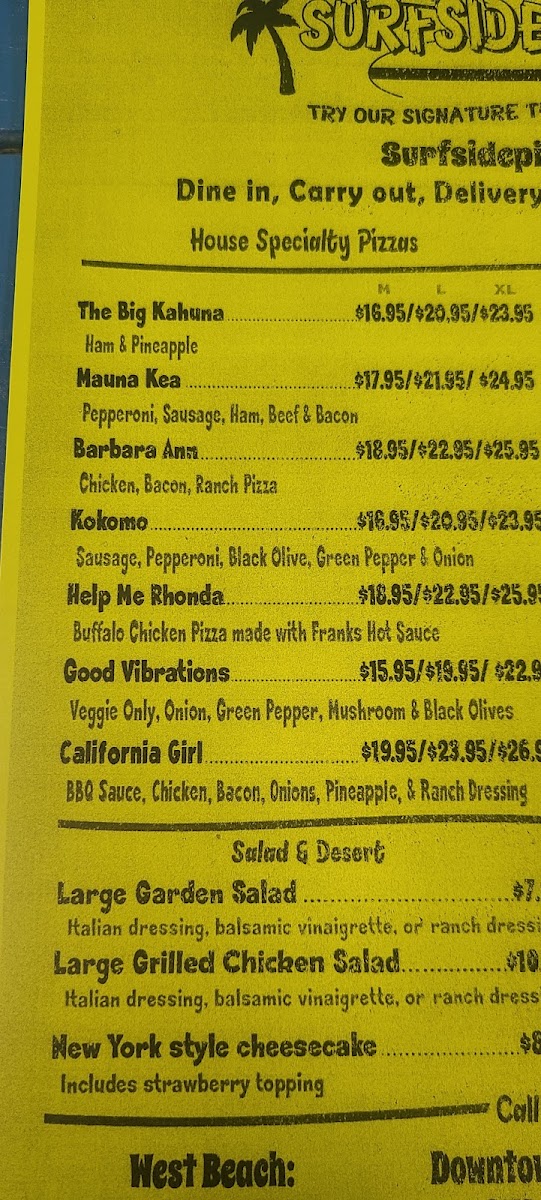 SURFSIDE
TRY OUR SIGNATURE T
Surfsidepi
Dine in, Carry out, Delivery
House Specialty Pizzas
M L XL
The Big Kahuna..............................$16.95/$20.95/$23.95
Ham & Pineapple
Mauna Kea ..............................$17.95/$21.95/ $24.95
Pepperoni, Sausage, Ham, Beef & Bacon
Barbara Ann..............................$18.95/$22.95/$25.95
Chicken, Bacon, Ranch Pizza
Kokomo..............................$16.95/$20.95/$23.95
Sausage, Pepperoni, Black Olive, Green Pepper & Onion
Help Me Rhonda..............................$18.95/$22.95/$25.9
Buffalo Chicken Pizza made with Franks Hot Sauce
Good Vibrations..............................$15.95/$19.95/ $22.9
Veggie Only, Onion, Green Pepper, Mushroom & Black Olives
California Girl..............................$19.95/$23.95/$26.9
BBQ Sauce, Chicken, Bacon, Onions, Pineapple, & Ranch Dressing
Salad & Desert
Large Garden Salad ..............................$7.
Italian dressing, balsamic vinaigrette, or ranch dressi
Large Grilled Chicken Salad...............$10
Italian dressing, balsamic vinaigrette, or ranch dress
New York style cheesecake ....................$8
Includes strawberry topping
Call
West Beach: Downtow